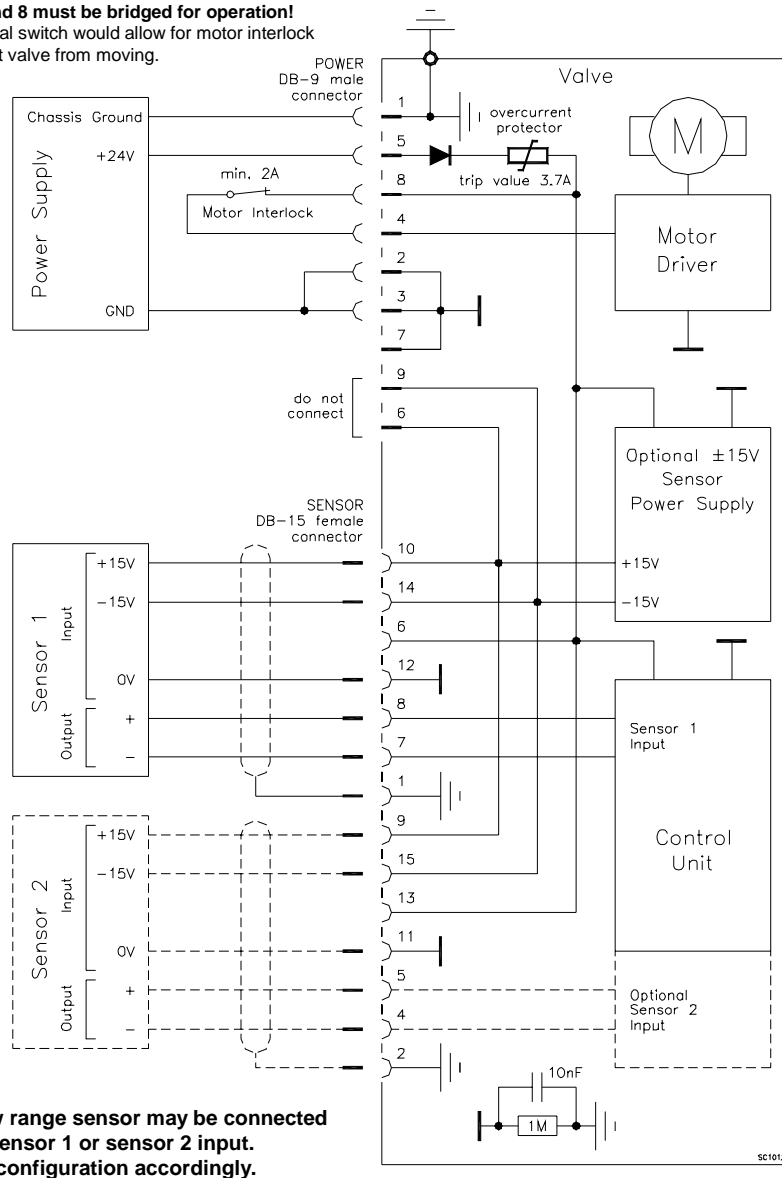 nd 8 must be bridged for operation!
al switch would allow for motor interlock
t valve from moving.
POWER
DB-9 male
connector
Valve
Chassis Ground
1
overcurrent
protector
+24V
5
M
min. 2A
8
trip value 3.7A
Motor Interlock
4
Power Supply
Motor
Driver
2
3
GND
7
9
do not
connect
6
Optional ±15V
Sensor
Power Supply
SENSOR
DB-15 female
connector
+15V
10
+15V
-15V
14
-15V
6
Sensor 1
Input
0V
12
+
8
Sensor 1
Input
Output
-
7
1
+15V
9
Control
Unit
-15V
15
13
Sensor 2
Input
0V
11
+
5
Optional
Sensor 2
Input
Output
-
4
2
10nF
1M
y range sensor may be connected
ensor 1 or sensor 2 input.
configuration accordingly.